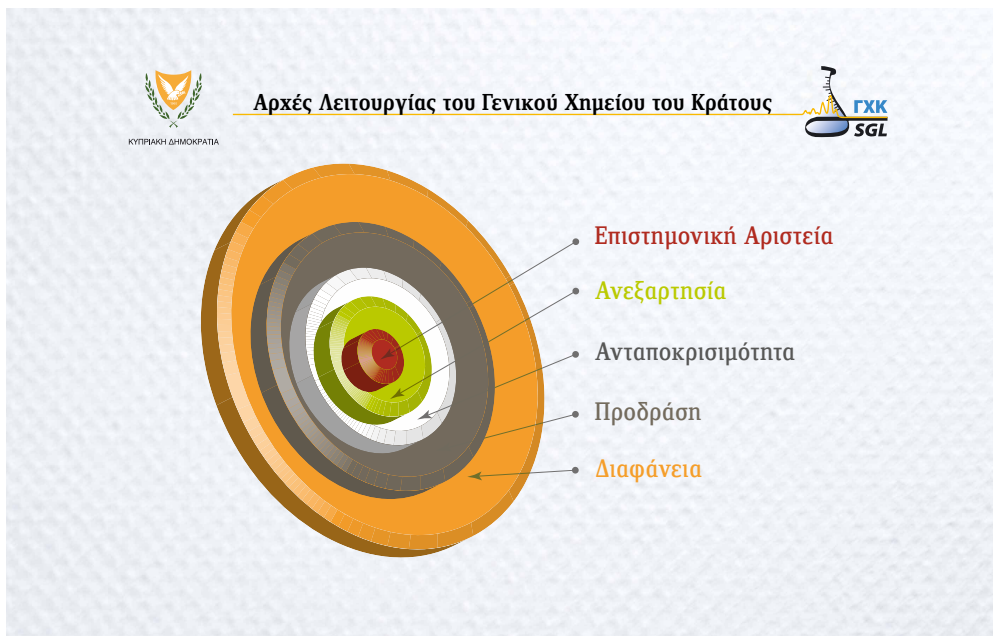 Αρχές Λειτουργίας του Γενικού Χημείου του Κράτους
ΓΧΚ
SGL
ΚΥΠΡΙΑΚΗ ΔΗΜΟΚΡΑΤΙΑ
Επιστημονική Αριστεία
Ανεξαρτησία
Ανταποκρισιμότητα
Προδράση
Διαφάνεια